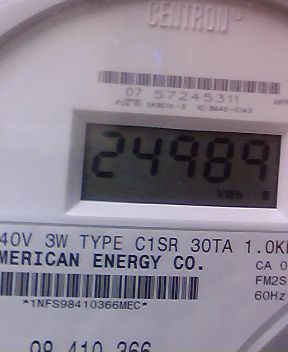 CENTRON®
07 57245311
24989
kWh
40V 3W TYPE C1SR 30TA 1.0K
MERICAN ENERGY CO.
CA 0
FM2S
60Hz
*1NFS98410366MEC*
98 410 366